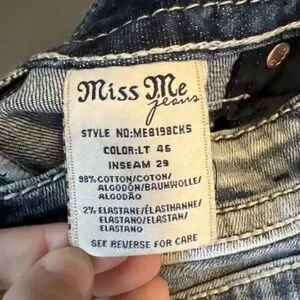 Miss Me
jeans
STYLE NO:ME8198CK5
COLOR:LT 46
INSEAM 29
98% COTTON/COTON/
ALGODÓN/BAUMWOLLE/
ALGODÃO
2% ELASTANE/ÉLASTHANNE/
ELASTANO/ELASTAN/
ELASTANO
SEE REVERSE FOR CARE